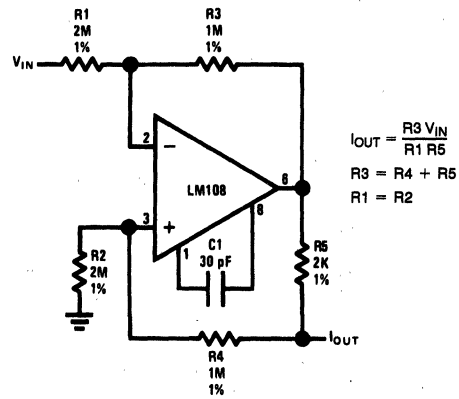 R1
2M
1%
R3
1M
1%
VIN
2
−
LM108
6
3
+
1
8
C1
30 pF
R2
2M
1%
R5
2K
1%
R4
1M
1%
IOUT
IOUT = R3 VIN / R1 R5
R3 = R4 + R5
R1 = R2